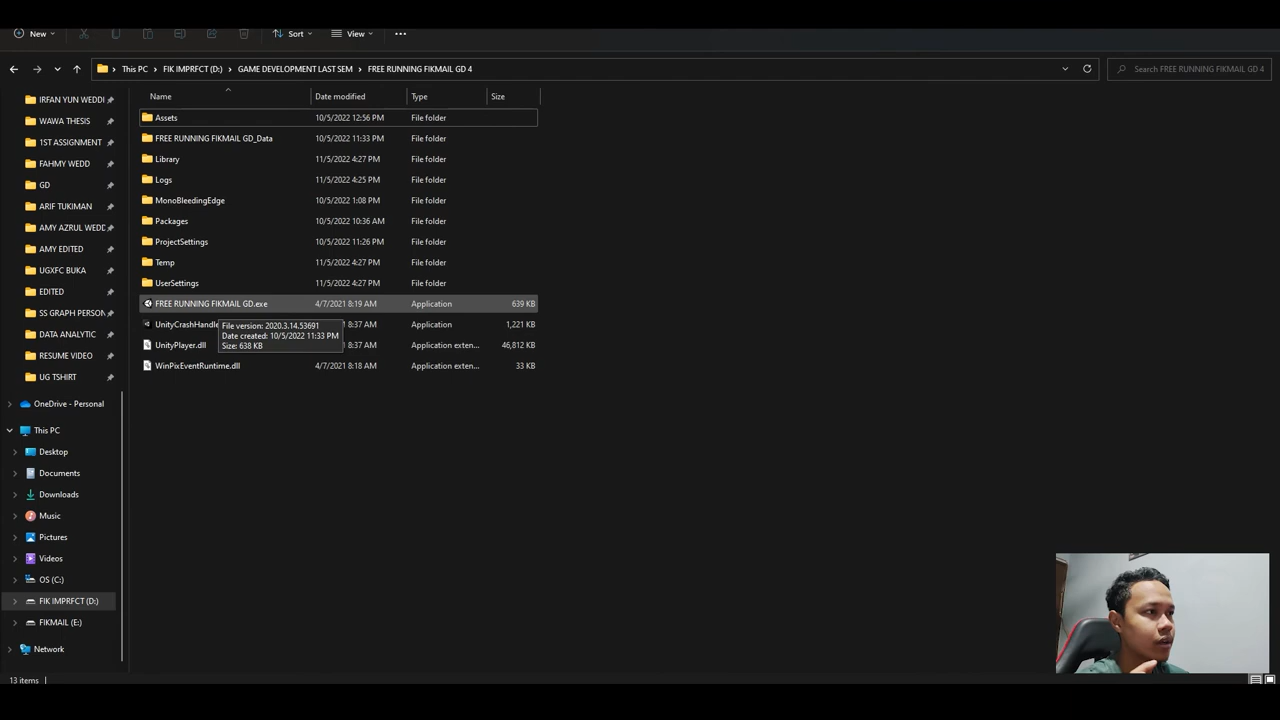 New
Sort
View
This PC > FIK IMPRFCT (D:) > GAME DEVELOPMENT LAST SEM > FREE RUNNING FIKMAIL GD 4
Search FREE RUNNING FIKMAIL GD 4
Name Date modified Type Size
IRFAN YUN WEDDI
WAWA THESIS
1ST ASSIGNMENT
FAHMY WEDD
GD
ARIF TUKIMAN
AMY AZRUL WEDD
AMY EDITED
UGXFC BUKA
EDITED
SS GRAPH PERSON
DATA ANALYTIC
RESUME VIDEO
UG TSHIRT
OneDrive - Personal
This PC
Desktop
Documents
Downloads
Music
Pictures
Videos
OS (C:)
FIK IMPRFCT (D:)
FIKMAIL (E:)
Network
Assets 10/5/2022 12:56 PM File folder
FREE RUNNING FIKMAIL GD_Data 10/5/2022 11:33 PM File folder
Library 11/5/2022 4:27 PM File folder
Logs 11/5/2022 4:25 PM File folder
MonoBleedingEdge 10/5/2022 1:08 PM File folder
Packages 10/5/2022 10:36 AM File folder
ProjectSettings 10/5/2022 11:26 PM File folder
Temp 11/5/2022 4:27 PM File folder
UserSettings 11/5/2022 4:27 PM File folder
FREE RUNNING FIKMAIL GD.exe 4/7/2021 8:19 AM Application 639 KB
UnityCrashHandle 1 8:37 AM Application 1,221 KB
UnityPlayer.dll 1 8:37 AM Application exten... 46,812 KB
WinPixEventRuntime.dll 4/7/2021 8:18 AM Application exten... 33 KB
File version: 2020.3.14.53691
Date created: 10/5/2022 11:33 PM
Size: 638 KB
13 items